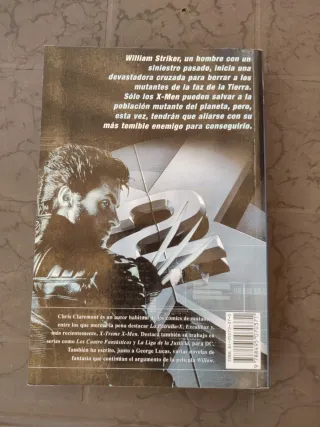 William Striker, un hombre con un
siniestro pasado, inicia una
devastadora cruzada para borrar a los
mutantes de la faz de la Tierra.
Sólo los X-Men pueden salvar a la
población mutante del planeta, pero,
esta vez, tendrán que aliarse con su
más temible enemigo para conseguirlo.
Chris Claremont es un autor habitual de los cómics de mutantes
entre los que merece la pena destacar La Patrulla-X, Excalibur y,
más recientemente, X-Treme X-Men. Destaca también su trabajo en
series como Los Cuatro Fantásticos y La Liga de la Justicia, para DC.
También ha escrito, junto a George Lucas, varias novelas de
fantasía que continúan el argumento de la película Willow.